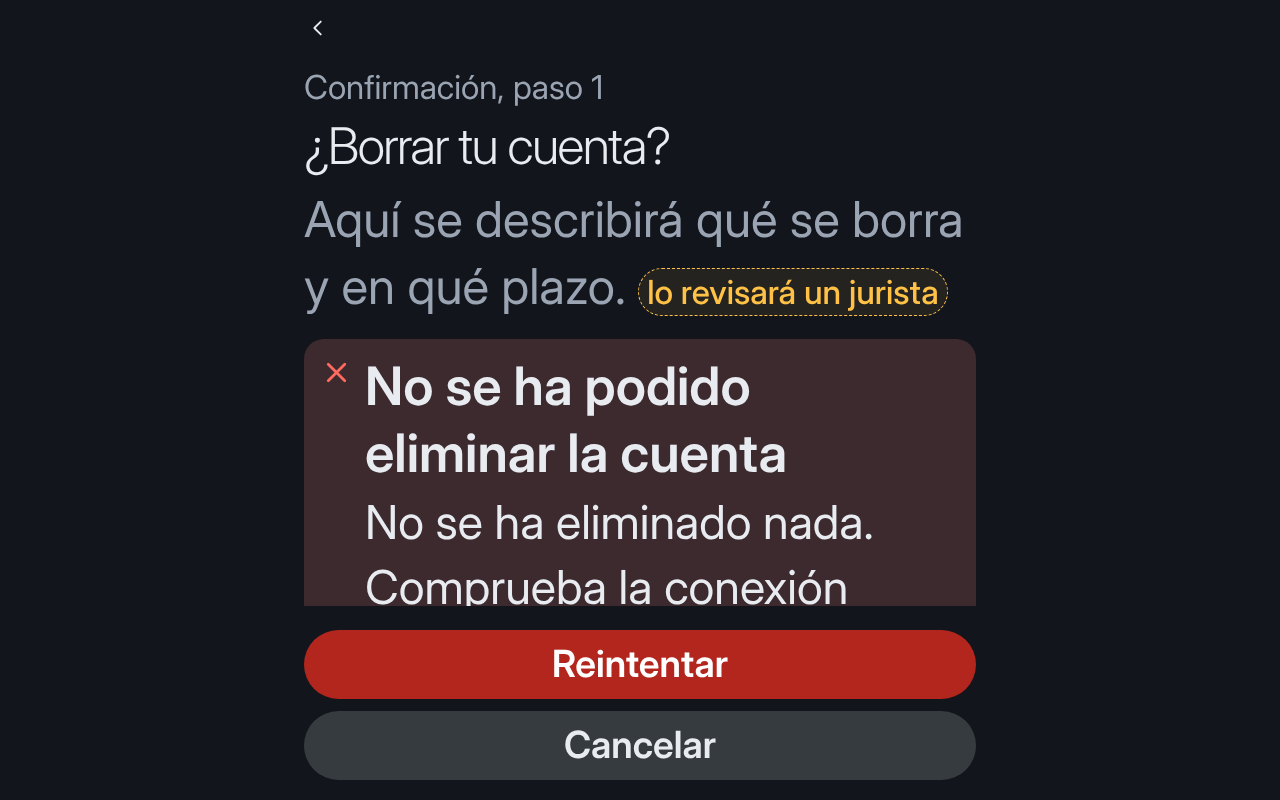 Confirmación, paso 1
¿Borrar tu cuenta?
Aquí se describirá qué se borra
y en qué plazo. lo revisará un jurista
No se ha podido
eliminar la cuenta
No se ha eliminado nada.
Comprueba la conexión
Reintentar
Cancelar